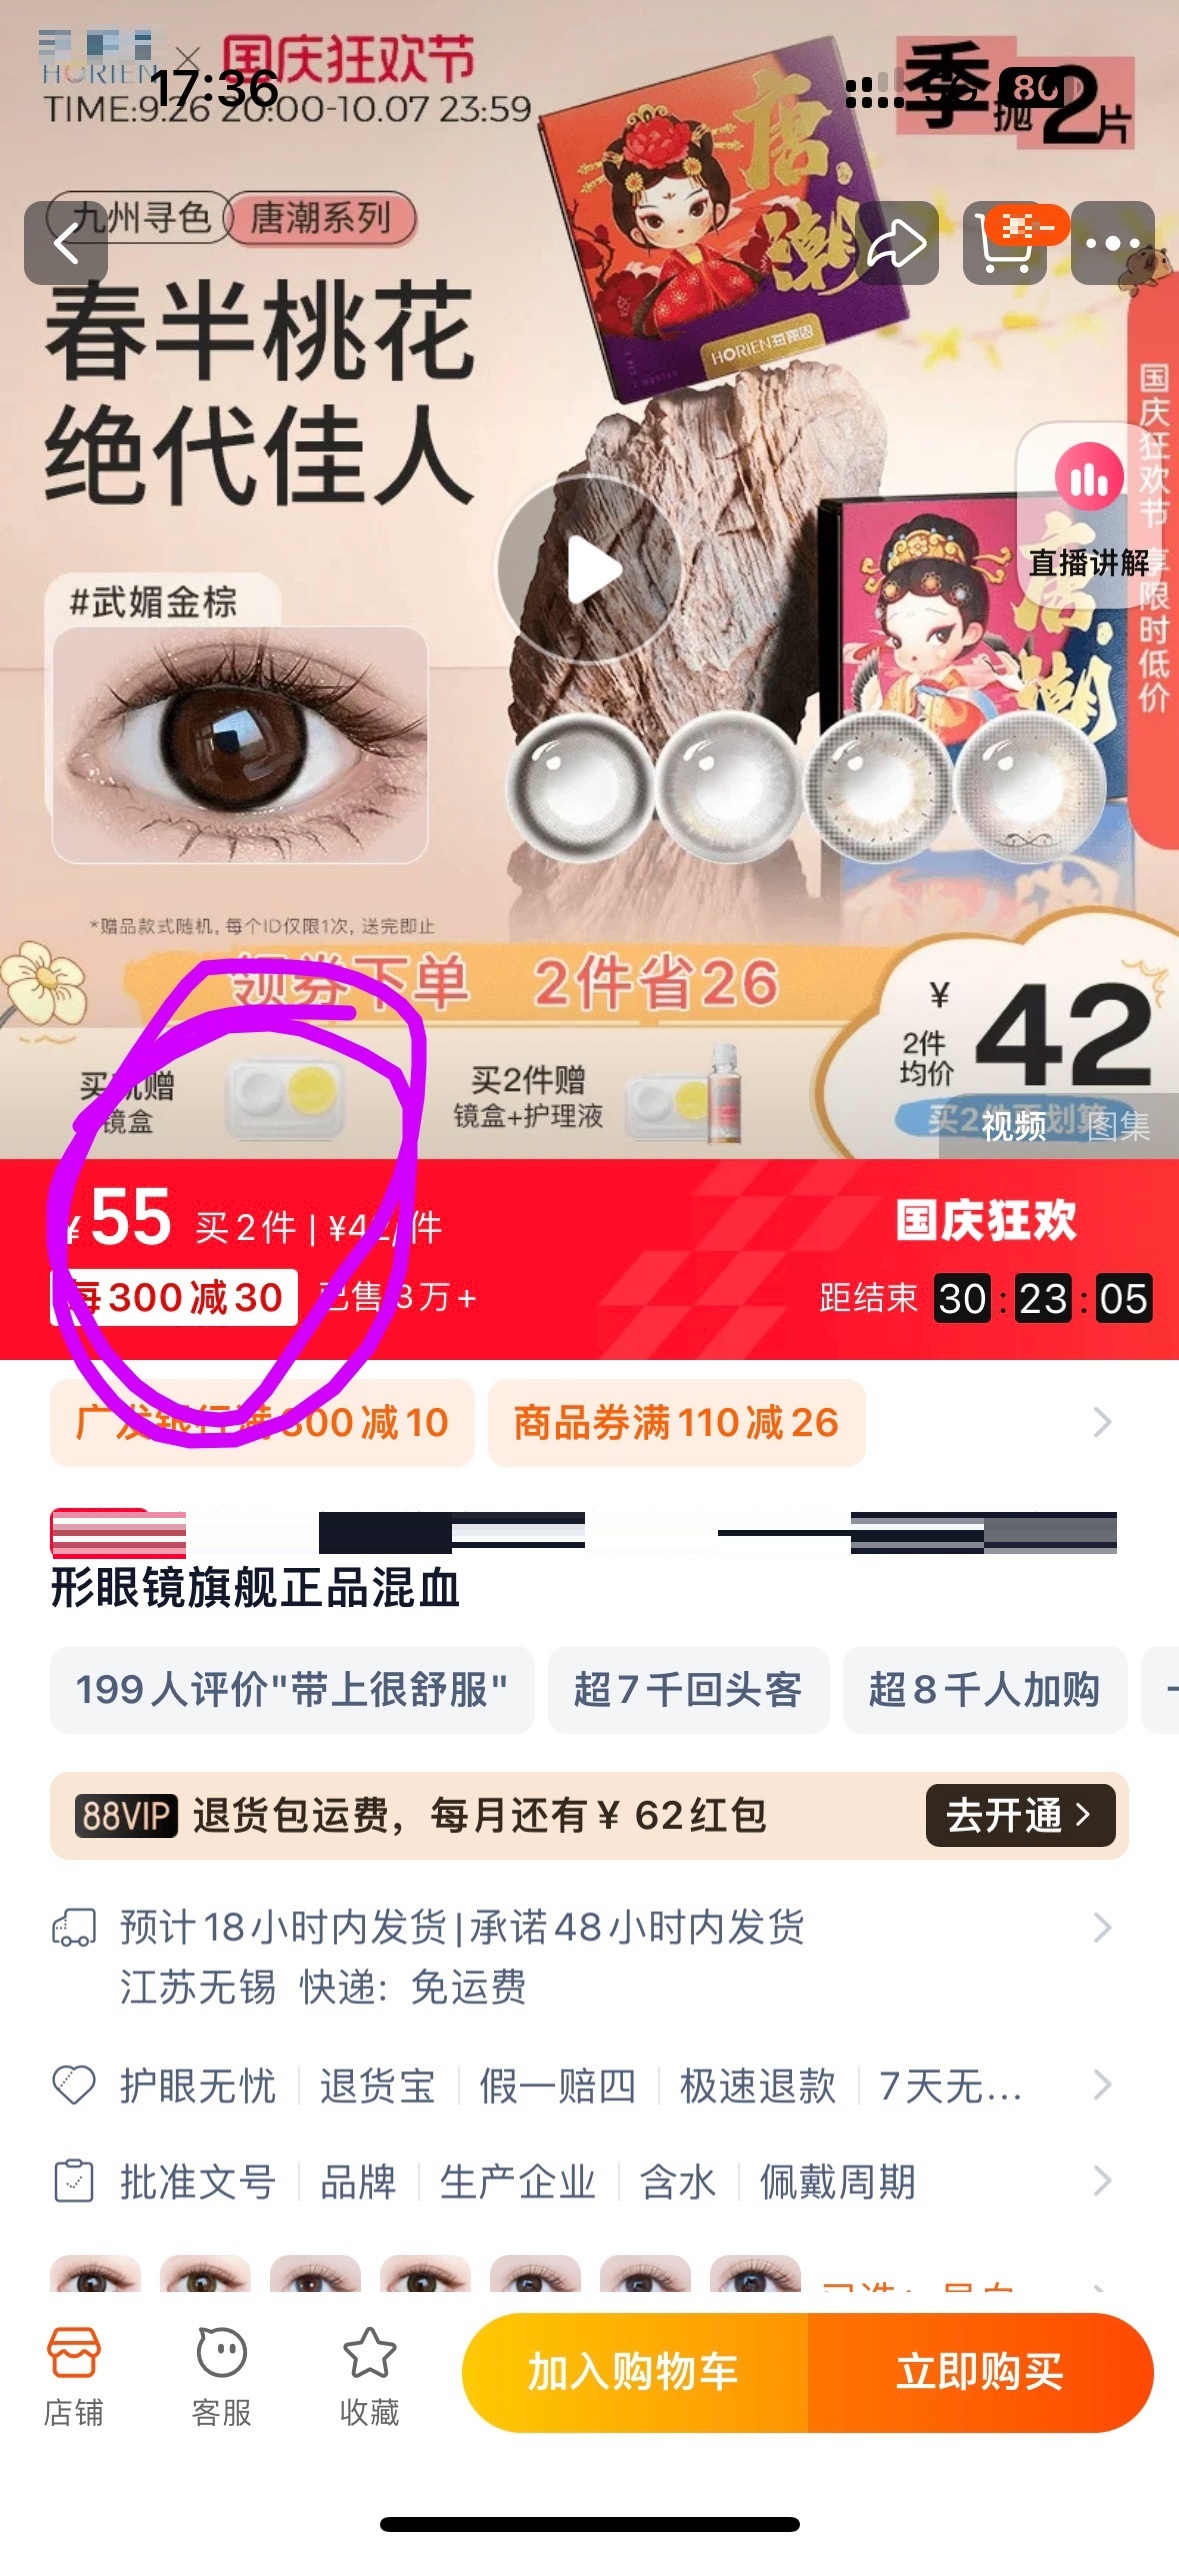 HORIEN × 国庆狂欢节
17:36
80
TIME:9.26 20:00-10.07 23:59
季抛2片
九州寻色 唐潮系列
唐潮
HORIEN海俪恩
春半桃花
绝代佳人
国庆狂欢节 享限时低价
直播讲解
唐潮
#武媚金棕
*赠品款式随机, 每个ID仅限1次, 送完即止
领券下单 2件省26
¥
2件
均价
42
买就赠
镜盒
买2件赠
镜盒+护理液
视频 图集
¥55 买2件 | ¥42/件
国庆狂欢
每300减30 已售3万+
距结束 30:23:05
广发银行满300减10 商品券满110减26
形眼镜旗舰正品混血
199人评价"带上很舒服" 超7千回头客 超8千人加购
88VIP 退货包运费，每月还有¥ 62红包 去开通
预计18小时内发货|承诺48小时内发货
江苏无锡 快递: 免运费
护眼无忧 退货宝 假一赔四 极速退款 7天无...
批准文号 品牌 生产企业 含水 佩戴周期
店铺 客服 收藏 加入购物车 立即购买